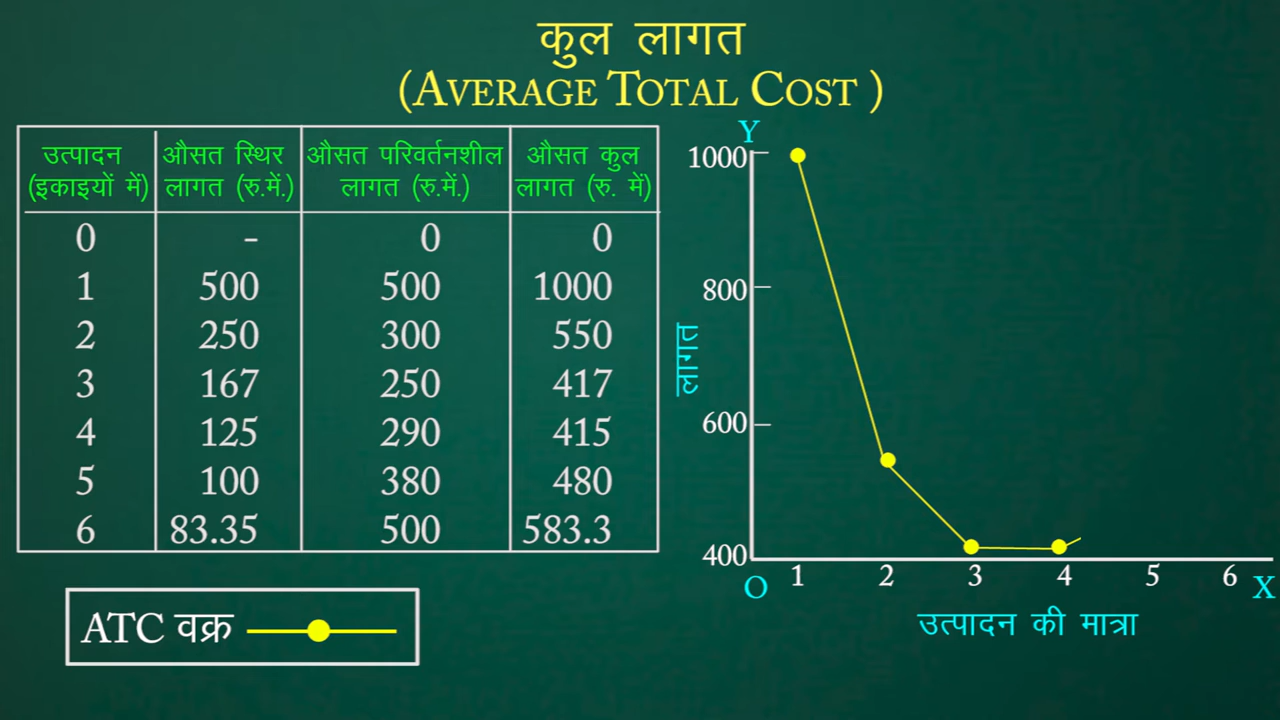 कुल लागत
(AVERAGE TOTAL COST )
उत्पादन (इकाइयों में) औसत स्थिर लागत (रु.में.) औसत परिवर्तनशील लागत (रु.में.) औसत कुल लागत (रु. में)
0 - 0 0
1 500 500 1000
2 250 300 550
3 167 250 417
4 125 290 415
5 100 380 480
6 83.35 500 583.3
ATC वक्र
Y
1000
800
600
400
लागत
O 1 2 3 4 5 6 X
उत्पादन की मात्रा